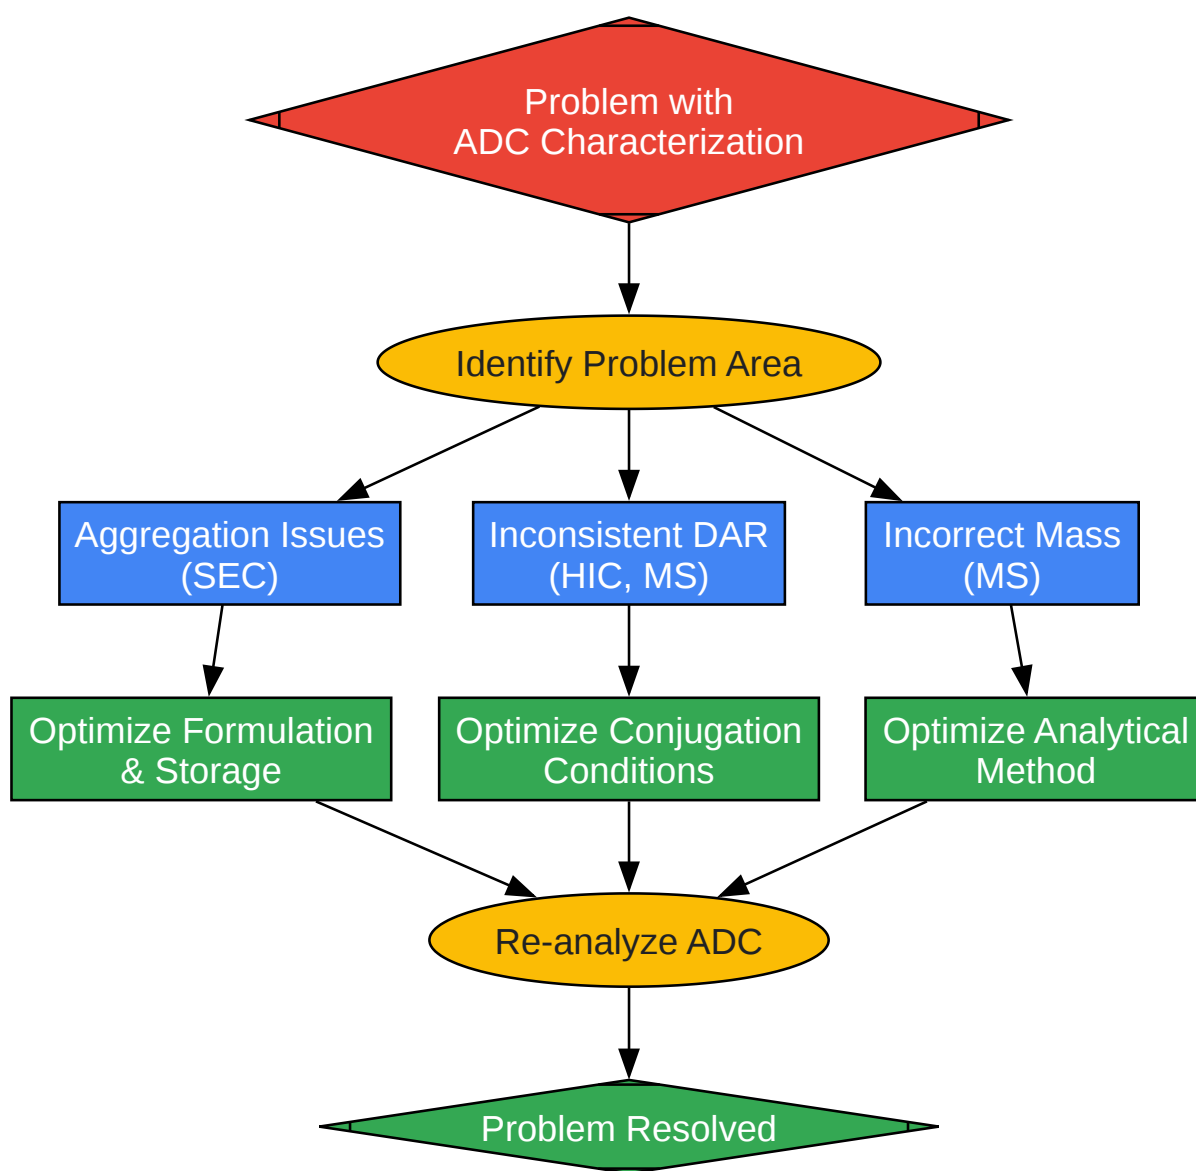 Problem with
ADC Characterization
Identify Problem Area
Aggregation Issues
(SEC)
Inconsistent DAR
(HIC, MS)
Incorrect Mass
(MS)
Optimize Formulation
& Storage
Optimize Conjugation
Conditions
Optimize Analytical
Method
Re-analyze ADC
Problem Resolved